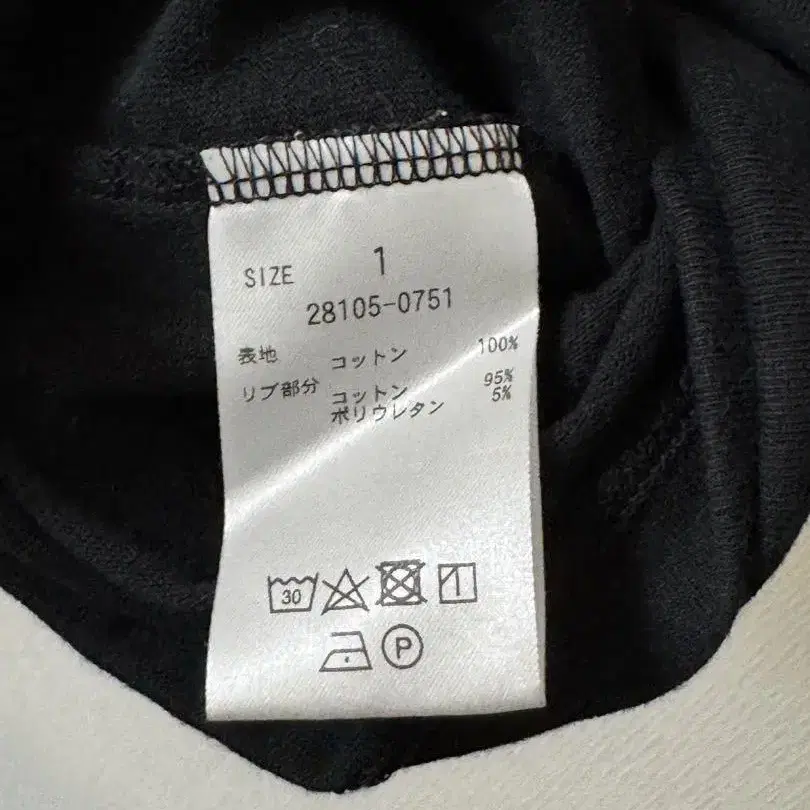 SIZE 1
28105-0751
表地 コットン 100%
リブ部分 コットン 95%
ポリウレタン 5%
30
P